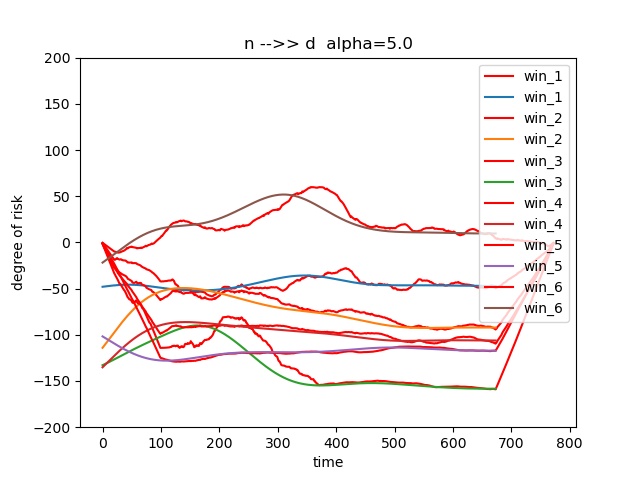 n -->> d  alpha=5.0
degree of risk
200
150
100
50
0
−50
−100
−150
−200
win_1
win_1
win_2
win_2
win_3
win_3
win_4
win_4
win_5
win_5
win_6
win_6
0 100 200 300 400 500 600 700 800
time